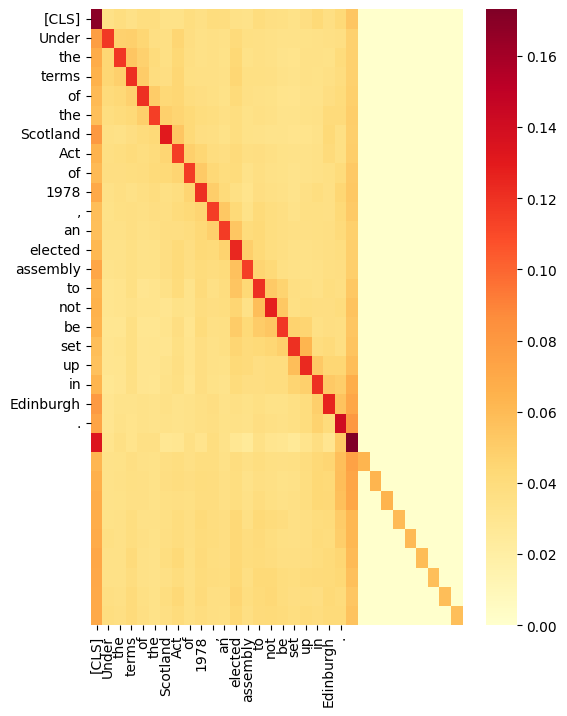 [CLS]
Under
the
terms
of
the
Scotland
Act
of
1978
,
an
elected
assembly
to
not
be
set
up
in
Edinburgh
.
0.16
0.14
0.12
0.10
0.08
0.06
0.04
0.02
0.00
[CLS]
Under
the
terms
of
the
Scotland
Act
of
1978
,
an
elected
assembly
to
not
be
set
up
in
Edinburgh
.